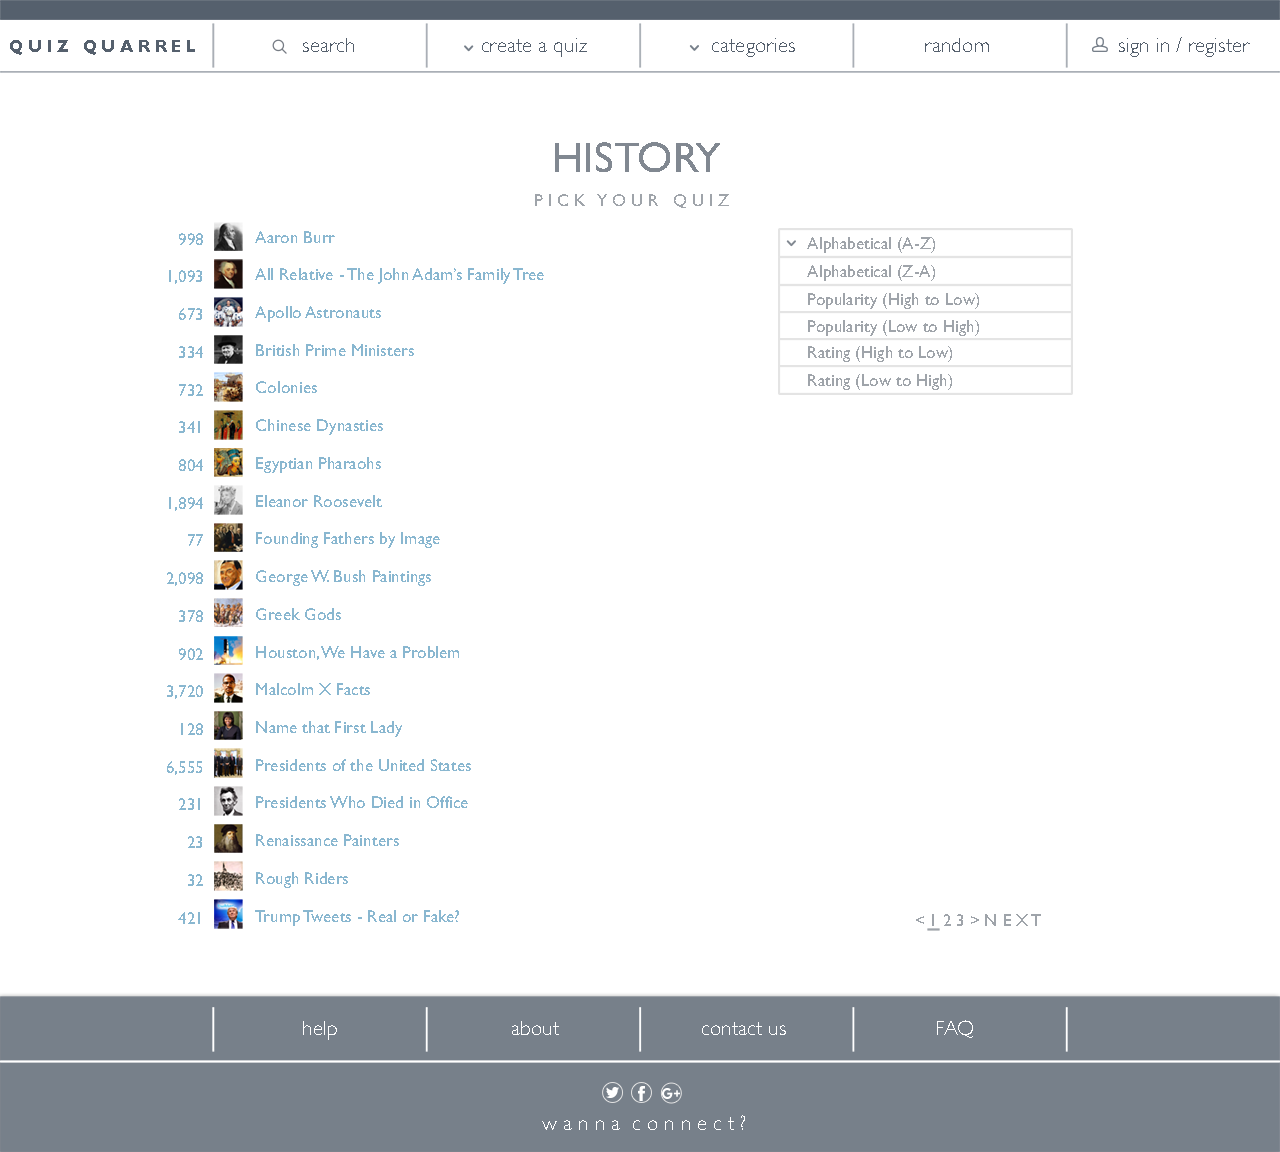 QUIZ QUARREL search create a quiz categories random sign in / register
HISTORY
PICK YOUR QUIZ
998 Aaron Burr
1,093 All Relative - The John Adam's Family Tree
673 Apollo Astronauts
334 British Prime Ministers
732 Colonies
341 Chinese Dynasties
804 Egyptian Pharaohs
1,894 Eleanor Roosevelt
77 Founding Fathers by Image
2,098 George W. Bush Paintings
378 Greek Gods
902 Houston, We Have a Problem
3,720 Malcolm X Facts
128 Name that First Lady
6,555 Presidents of the United States
231 Presidents Who Died in Office
23 Renaissance Painters
32 Rough Riders
421 Trump Tweets - Real or Fake?
Alphabetical (A-Z)
Alphabetical (Z-A)
Popularity (High to Low)
Popularity (Low to High)
Rating (High to Low)
Rating (Low to High)
< 1 2 3 > NEXT
help about contact us FAQ
wanna connect?